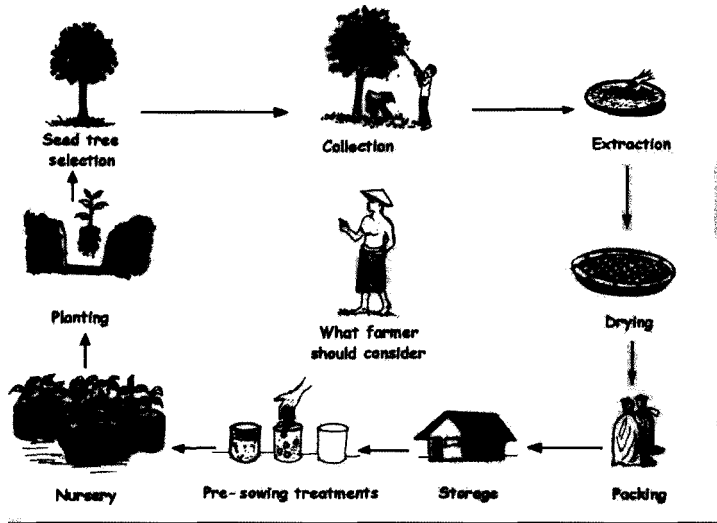 Seed tree
selection
Collection
Extraction
Planting
What farmer
should consider
Drying
Nursery
Pre-sowing treatments
Storage
Packing